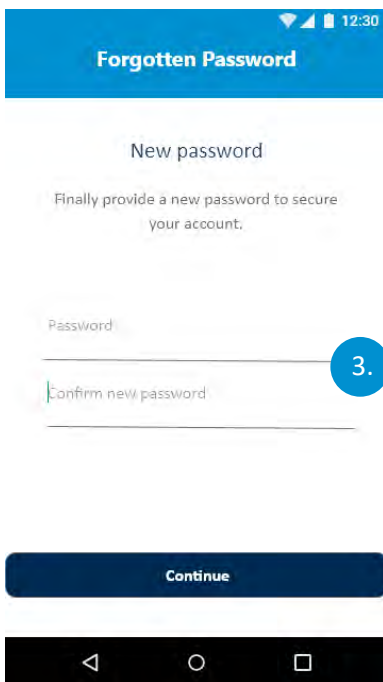 12:30
Forgotten Password
New password
Finally provide a new password to secure
your account.
Password
3.
Confirm new password
Continue